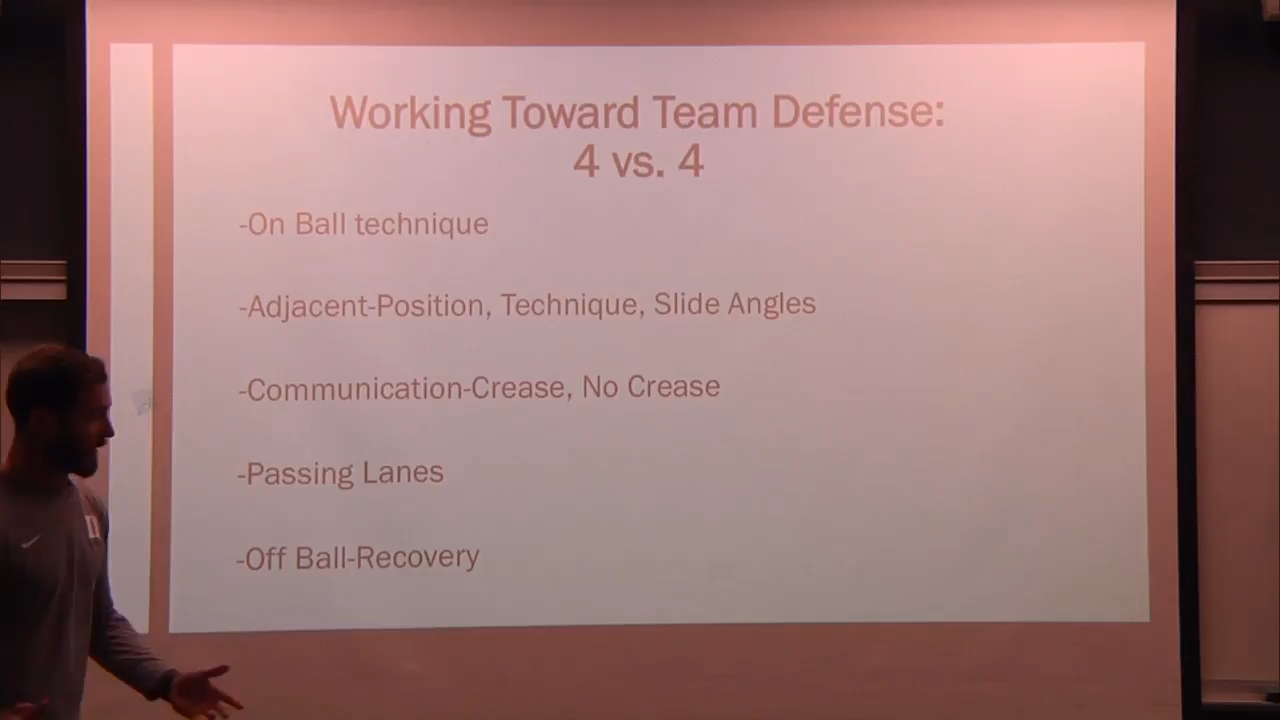 Working Toward Team Defense:
4 vs. 4
-On Ball technique
-Adjacent-Position, Technique, Slide Angles
-Communication-Crease, No Crease
-Passing Lanes
-Off Ball-Recovery